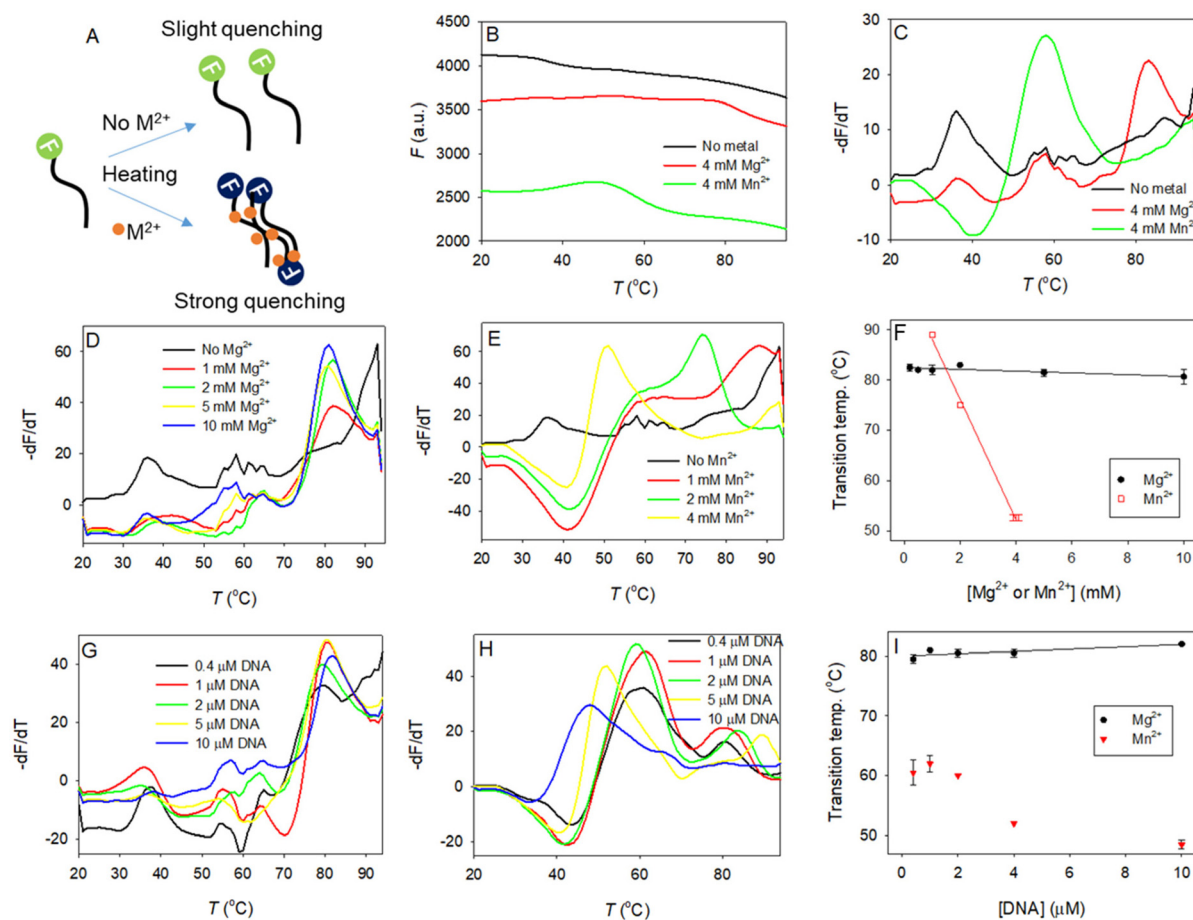 A
Slight quenching
F
F
F
No M²⁺
Heating
M²⁺
F
F
F
Strong quenching
B
4500
4000
3500
3000
2500
2000
F (a.u.)
No metal
4 mM Mg²⁺
4 mM Mn²⁺
20 40 60 80
T (°C)
C
30
20
10
0
-10
-dF/dT
No metal
4 mM Mg²⁺
4 mM Mn²⁺
20 40 60 80
T (°C)
D
60
40
20
0
-dF/dT
No Mg²⁺
1 mM Mg²⁺
2 mM Mg²⁺
5 mM Mg²⁺
10 mM Mg²⁺
20 30 40 50 60 70 80 90
T (°C)
E
60
40
20
0
-20
-40
-dF/dT
No Mn²⁺
1 mM Mn²⁺
2 mM Mn²⁺
4 mM Mn²⁺
20 30 40 50 60 70 80 90
T (°C)
F
90
80
70
60
50
Transition temp. (°C)
Mg²⁺
Mn²⁺
0 2 4 6 8 10
[Mg²⁺ or Mn²⁺] (mM)
G
40
20
0
-20
-dF/dT
0.4 µM DNA
1 µM DNA
2 µM DNA
5 µM DNA
10 µM DNA
20 30 40 50 60 70 80 90
T (°C)
H
40
20
0
-20
-dF/dT
0.4 µM DNA
1 µM DNA
2 µM DNA
5 µM DNA
10 µM DNA
20 30 40 50 60 70 80 90
T (°C)
I
80
70
60
50
Transition temp. (°C)
Mg²⁺
Mn²⁺
0 2 4 6 8 10
[DNA] (µM)